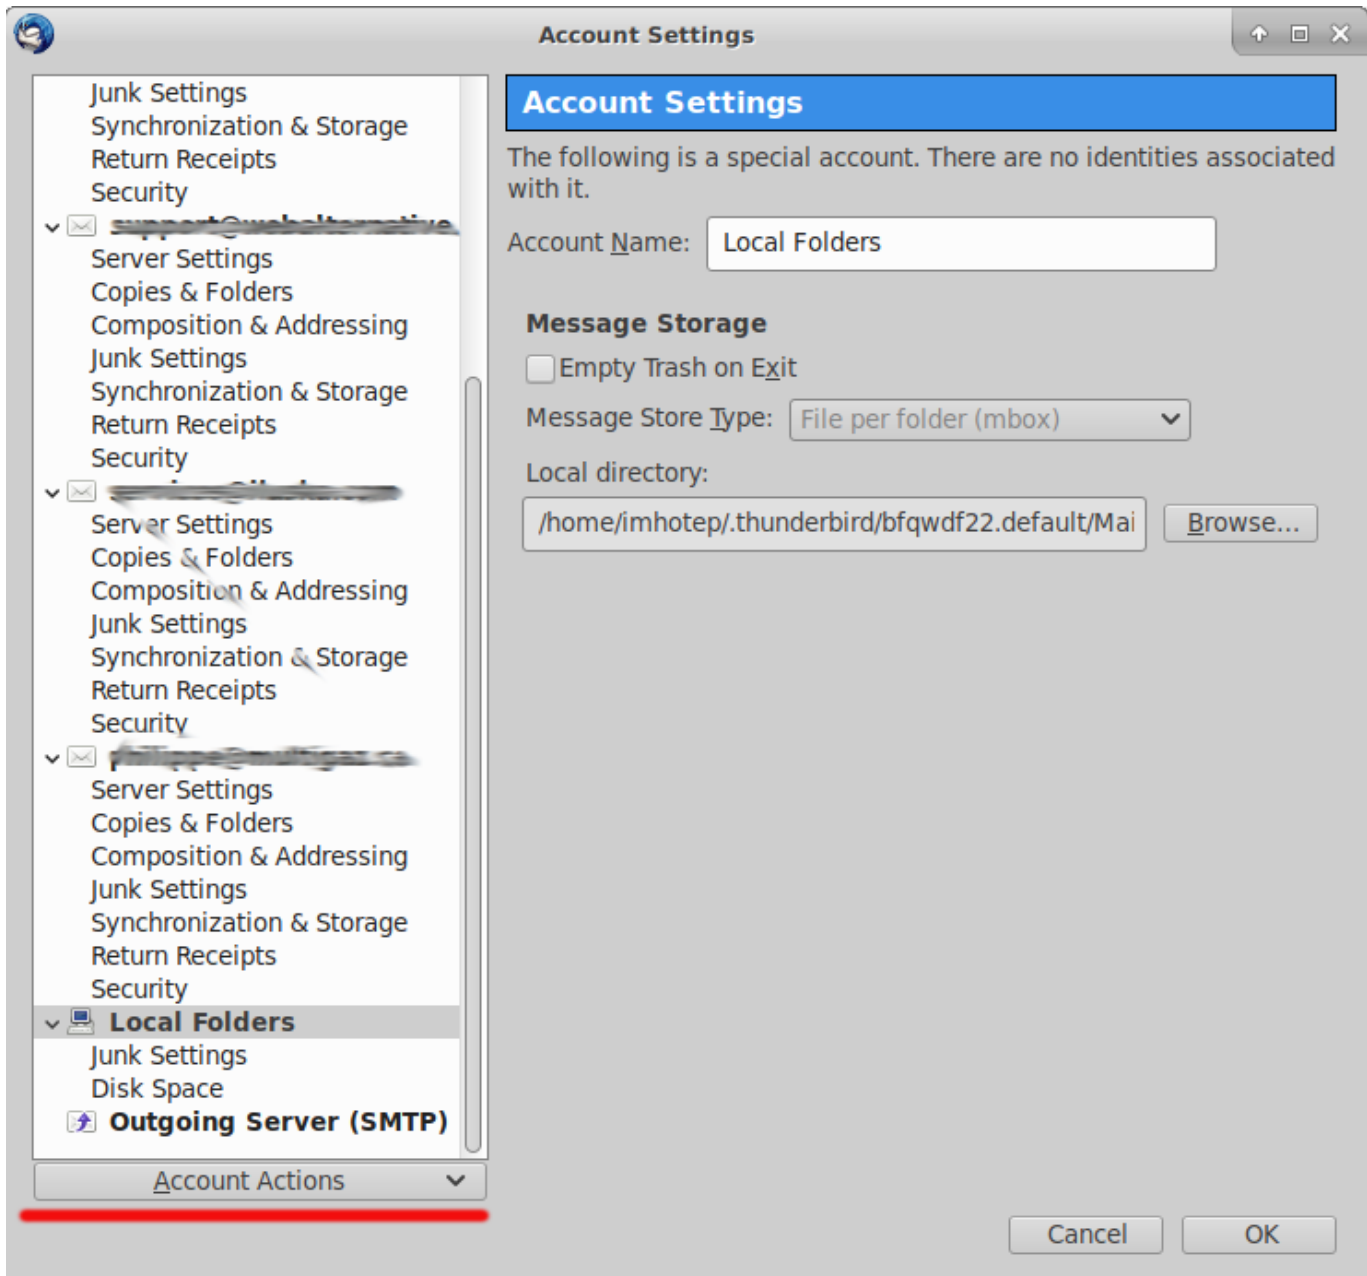 Account Settings
Junk Settings
Synchronization & Storage
Return Receipts
Security
Server Settings
Copies & Folders
Composition & Addressing
Junk Settings
Synchronization & Storage
Return Receipts
Security
Server Settings
Copies & Folders
Composition & Addressing
Junk Settings
Synchronization & Storage
Return Receipts
Security
Server Settings
Copies & Folders
Composition & Addressing
Junk Settings
Synchronization & Storage
Return Receipts
Security
Local Folders
Junk Settings
Disk Space
Outgoing Server (SMTP)
Account Actions
Account Settings
The following is a special account. There are no identities associated
with it.
Account Name: Local Folders
Message Storage
Empty Trash on Exit
Message Store Type: File per folder (mbox)
Local directory:
/home/imhotep/.thunderbird/bfqwdf22.default/Mai Browse...
Cancel OK